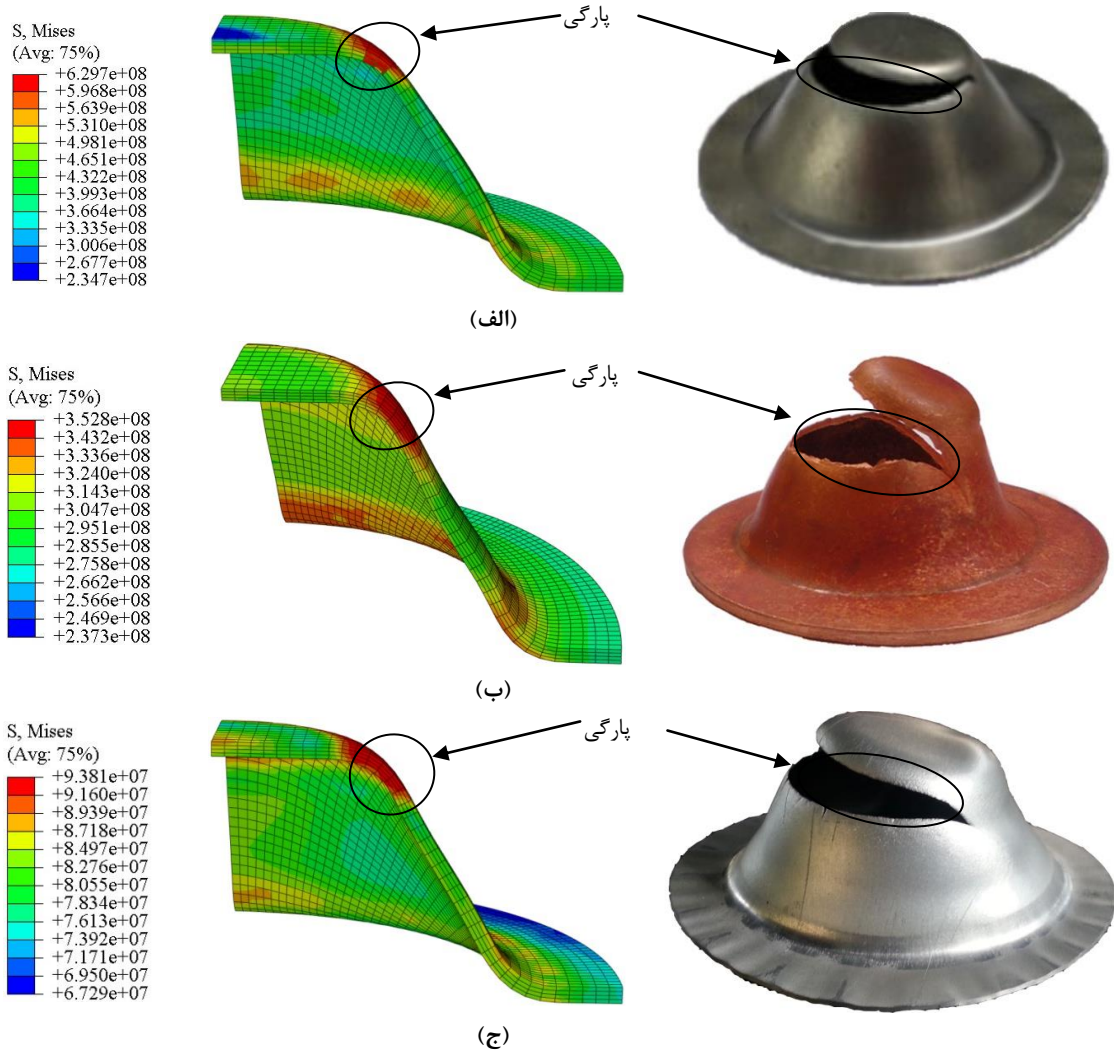 پارگی
S, Mises
(Avg: 75%)
+6.297e+08
+5.968e+08
+5.639e+08
+5.310e+08
+4.981e+08
+4.651e+08
+4.322e+08
+3.993e+08
+3.664e+08
+3.335e+08
+3.006e+08
+2.677e+08
+2.347e+08
(الف)
پارگی
S, Mises
(Avg: 75%)
+3.528e+08
+3.432e+08
+3.336e+08
+3.240e+08
+3.143e+08
+3.047e+08
+2.951e+08
+2.855e+08
+2.758e+08
+2.662e+08
+2.566e+08
+2.469e+08
+2.373e+08
(ب)
پارگی
S, Mises
(Avg: 75%)
+9.381e+07
+9.160e+07
+8.939e+07
+8.718e+07
+8.497e+07
+8.276e+07
+8.055e+07
+7.834e+07
+7.613e+07
+7.392e+07
+7.171e+07
+6.950e+07
+6.729e+07
(ج)